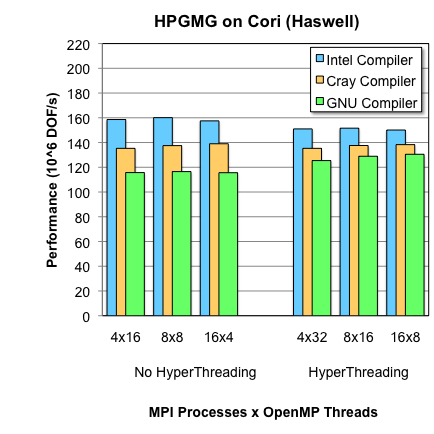 HPGMG on Cori (Haswell)
Performance (10^6 DOF/s)
220
200
180
160
140
120
100
80
60
40
20
0
Intel Compiler
Cray Compiler
GNU Compiler
4x16 8x8 16x4 4x32 8x16 16x8
No HyperThreading HyperThreading
MPI Processes x OpenMP Threads